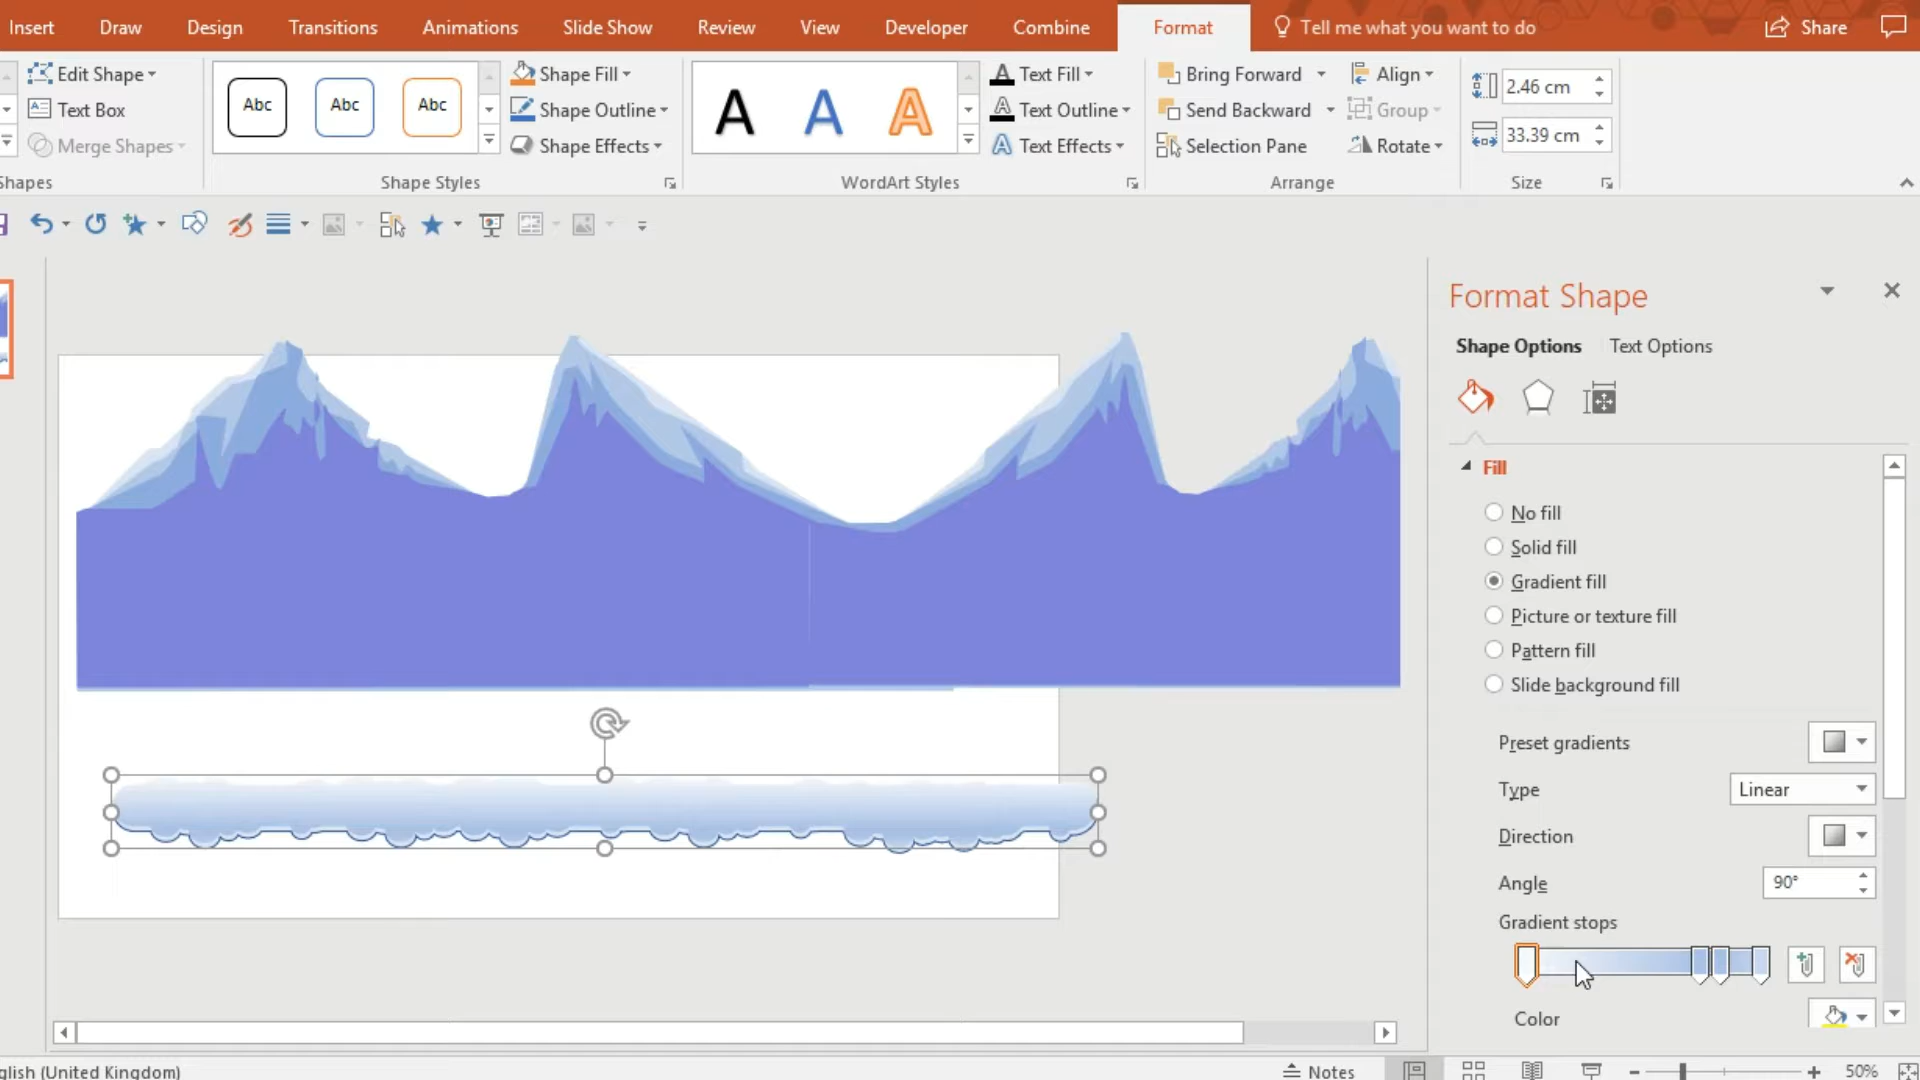 Insert Draw Design Transitions Animations Slide Show Review View Developer Combine Format Tell me what you want to do Share
Edit Shape Abc Abc Abc Shape Fill A A A Text Fill Bring Forward Align 2.46 cm
Text Box Shape Outline Text Outline Send Backward Group
Merge Shapes Shape Effects Text Effects Selection Pane Rotate 33.39 cm
Shapes Shape Styles WordArt Styles Arrange Size
Format Shape
Shape Options Text Options
Fill
No fill
Solid fill
Gradient fill
Picture or texture fill
Pattern fill
Slide background fill
Preset gradients
Type Linear
Direction
Angle 90°
Gradient stops
Color
glish (United Kingdom) Notes 50%